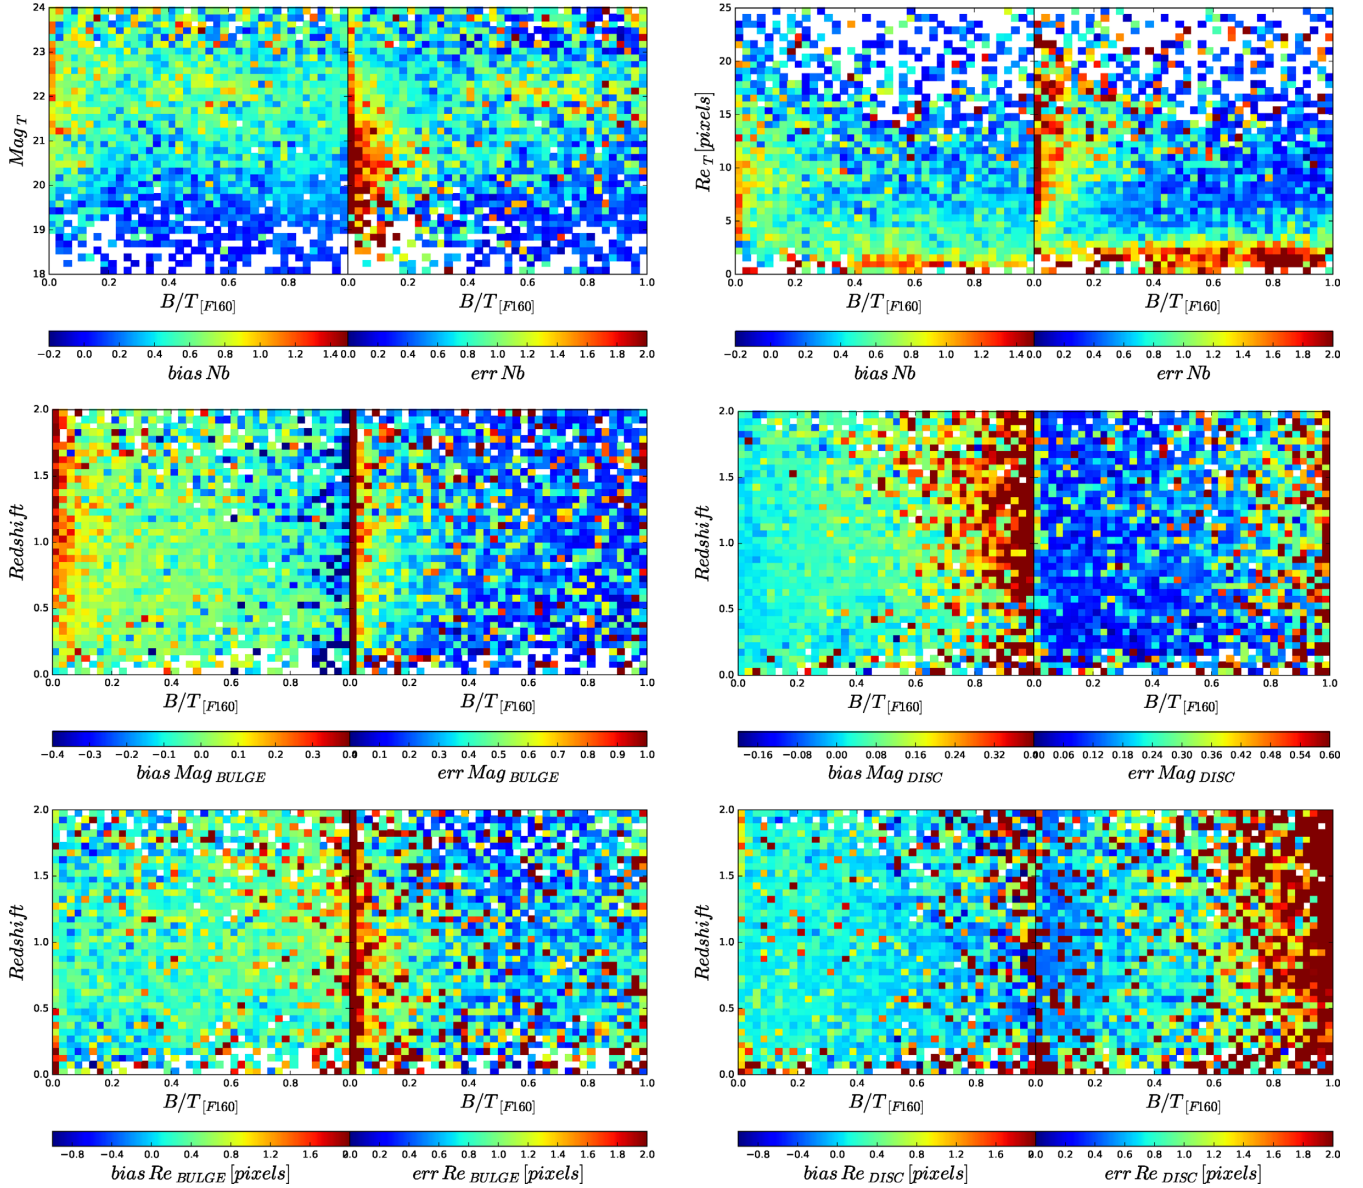 24
23
22
21
20
19
18
Mag T
0.0 0.2 0.4 0.6 0.8 0.0 0.2 0.4 0.6 0.8 1.0
B/T [F160] B/T [F160]
−0.2 0.0 0.2 0.4 0.6 0.8 1.0 1.2 1.4 0.0 0.2 0.4 0.6 0.8 1.0 1.2 1.4 1.6 1.8 2.0
bias Nb err Nb
25
20
15
10
5
0
Re T [pixels]
0.0 0.2 0.4 0.6 0.8 0.0 0.2 0.4 0.6 0.8 1.0
B/T [F160] B/T [F160]
−0.2 0.0 0.2 0.4 0.6 0.8 1.0 1.2 1.4 0.0 0.2 0.4 0.6 0.8 1.0 1.2 1.4 1.6 1.8 2.0
bias Nb err Nb
2.0
1.5
1.0
0.5
0.0
Redshift
0.0 0.2 0.4 0.6 0.8 0.0 0.2 0.4 0.6 0.8 1.0
B/T [F160] B/T [F160]
−0.4 −0.3 −0.2 −0.1 0.0 0.1 0.2 0.3 0.1 0.2 0.3 0.4 0.5 0.6 0.7 0.8 0.9 1.0
bias Mag BULGE err Mag BULGE
2.0
1.5
1.0
0.5
0.0
Redshift
0.0 0.2 0.4 0.6 0.8 0.0 0.2 0.4 0.6 0.8 1.0
B/T [F160] B/T [F160]
−0.16 −0.08 0.00 0.08 0.16 0.24 0.32 0.06 0.12 0.18 0.24 0.30 0.36 0.42 0.48 0.54 0.60
bias Mag DISC err Mag DISC
2.0
1.5
1.0
0.5
0.0
Redshift
0.0 0.2 0.4 0.6 0.8 0.0 0.2 0.4 0.6 0.8 1.0
B/T [F160] B/T [F160]
−0.8 −0.4 0.0 0.4 0.8 1.2 1.6 0.2 0.4 0.6 0.8 1.0 1.2 1.4 1.6 1.8 2.0
bias Re BULGE [pixels] err Re BULGE [pixels]
2.0
1.5
1.0
0.5
0.0
Redshift
0.0 0.2 0.4 0.6 0.8 0.0 0.2 0.4 0.6 0.8 1.0
B/T [F160] B/T [F160]
−0.8 −0.4 0.0 0.4 0.8 1.2 1.6 0.2 0.4 0.6 0.8 1.0 1.2 1.4 1.6 1.8 2.0
bias Re DISC [pixels] err Re DISC [pixels]